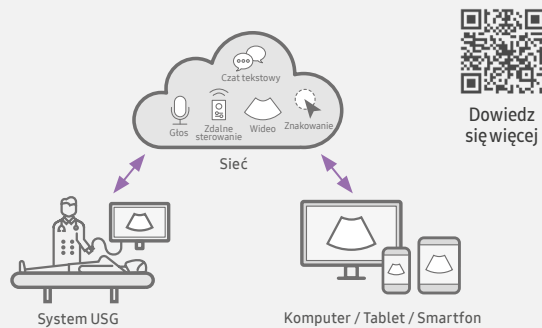 Czat tekstowy
Głos
Zdalne
sterowanie
Wideo
Znakowanie
Sieć
Dowiedz
się więcej
System USG
Komputer / Tablet / Smartfon